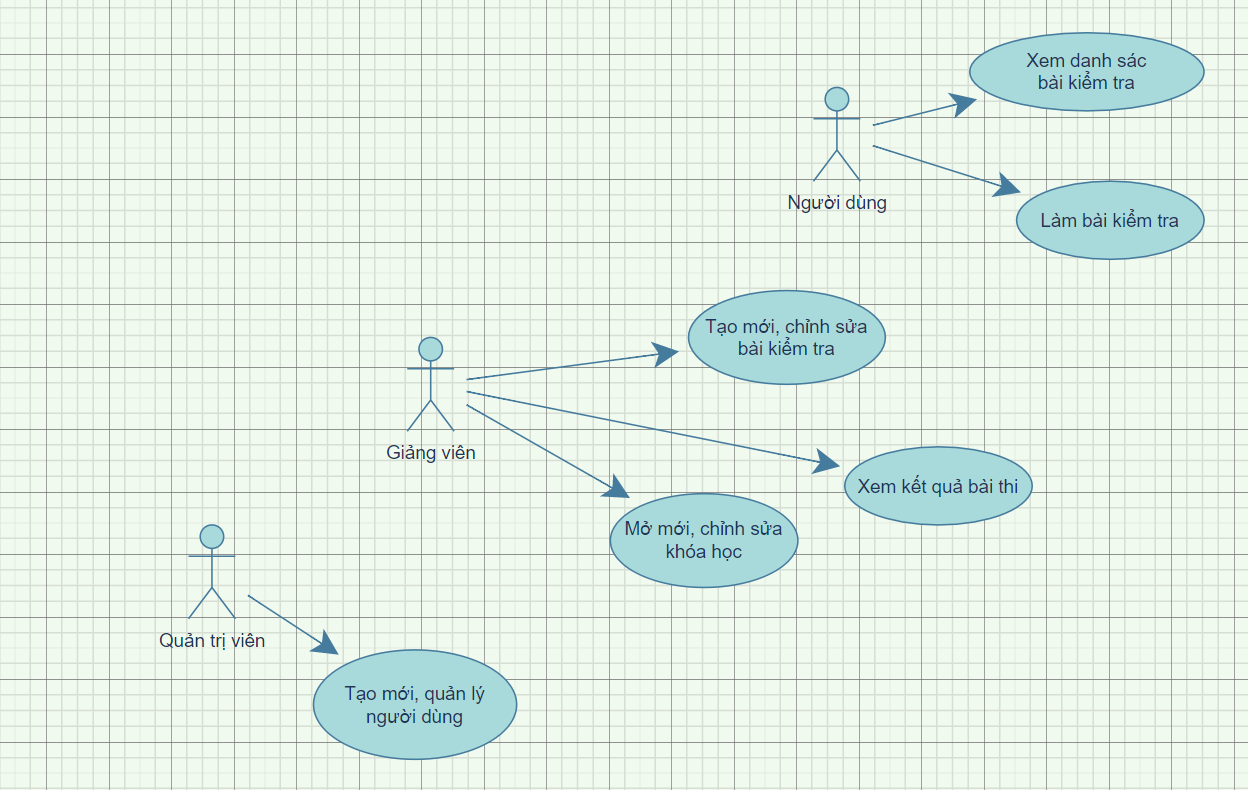 Xem danh sác
bài kiểm tra
Người dùng
Làm bài kiểm tra
Tạo mới, chỉnh sửa
bài kiểm tra
Giảng viên
Xem kết quả bài thi
Mở mới, chỉnh sửa
khóa học
Quản trị viên
Tạo mới, quản lý
người dùng